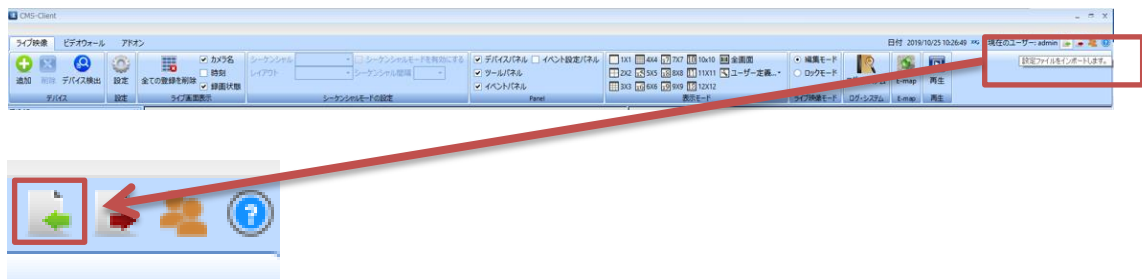 CMS-Client
ライブ映像 ビデオウォール アドオン
日付 2019/10/25 10:26:49
現在のユーザー: admin
追加 削除 デバイス検出
設定
全ての登録を削除
カメラ名
時刻
録画状態
シーケンシャル
レイアウト
シーケンシャルモードを有効にする
シーケンシャル間隔
デバイスパネル イベント設定パネル
ツールパネル
イベントパネル
1X1 4X4 7X7 10x10 全画面
2X2 5X5 8X8 11X11 ユーザー定義...
3X3 6X6 9X9 12X12
編集モード
ロックモード
E-map
再生
設定ファイルをインポートします。
デバイス 設定 ライブ画面表示 シーケンシャルモードの設定 Panel 表示モード ライブ映像モード ログ・システム E-map 再生